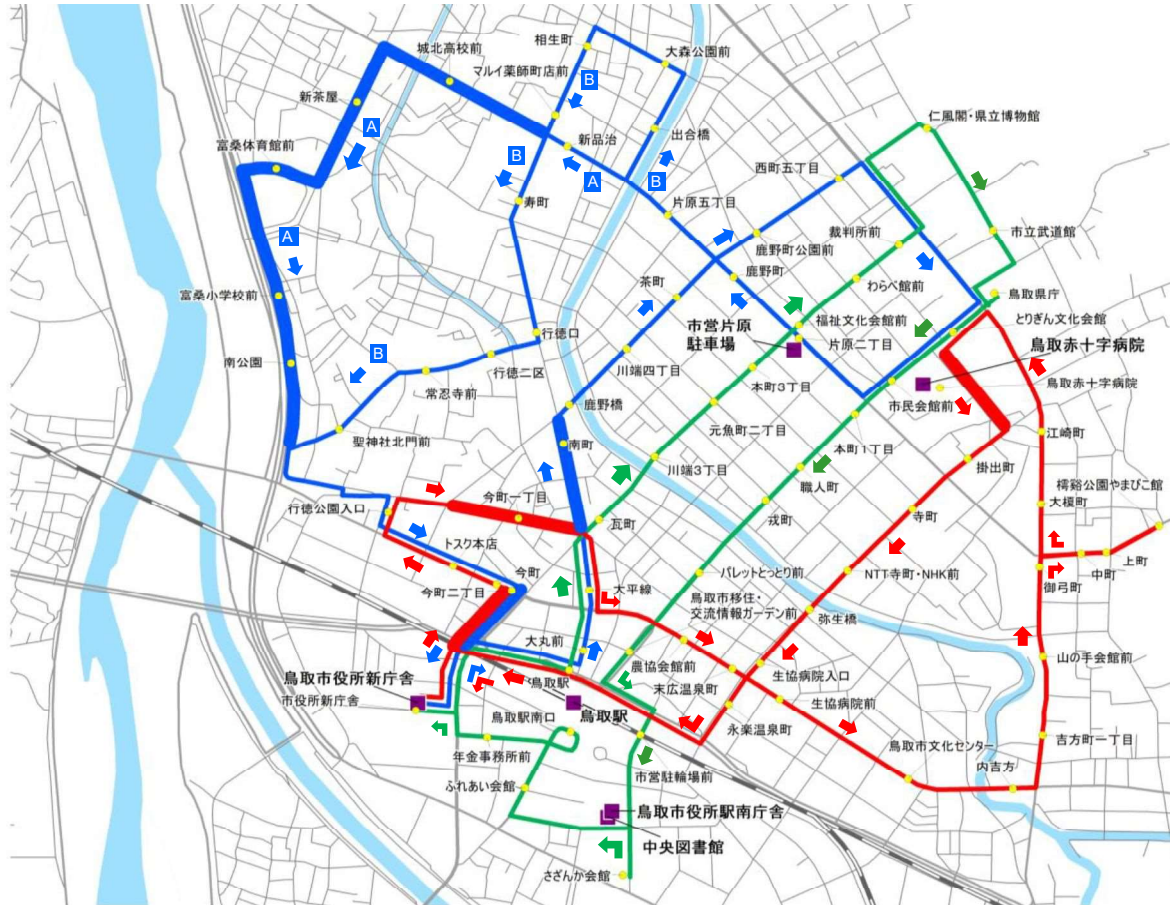 城北高校前
相生町
大森公園前
マルイ薬師町店前
B
新茶屋
A
仁風閣・県立博物館
富桑体育館前
新品治
出合橋
B
A
B
西町五丁目
寿町
片原五丁目
市立武道館
A
鹿野町公園前
裁判所前
鹿野町
わらべ館前
富桑小学校前
茶町
鳥取県庁
市営片原
駐車場
福祉文化会館前
とりぎん文化会館
行徳口
片原二丁目
鳥取赤十字病院
南公園
B
行徳二区
川端四丁目
本町3丁目
鳥取赤十字病院
常忍寺前
鹿野橋
市民会館前
元魚町二丁目
江崎町
聖神社北門前
南町
本町1丁目
川端3丁目
掛出町
職人町
樗谿公園やまびこ館
今町一丁目
行徳公園入口
瓦町
戎町
寺町
大榎町
トスク本店
上町
今町
パレットとっとり前
NTT寺町・NHK前
中町
今町二丁目
大平線
鳥取市移住・
交流情報ガーデン前
御弓町
弥生橋
大丸前
農協会館前
山の手会館前
鳥取市役所新庁舎
市役所新庁舎
鳥取駅
末広温泉町
生協病院入口
鳥取駅南口
鳥取駅
永楽温泉町
生協病院前
年金事務所前
鳥取市文化センター
吉方町一丁目
市営駐輪場前
内吉方
ふれあい会館
鳥取市役所駅南庁舎
中央図書館
さざんか会館